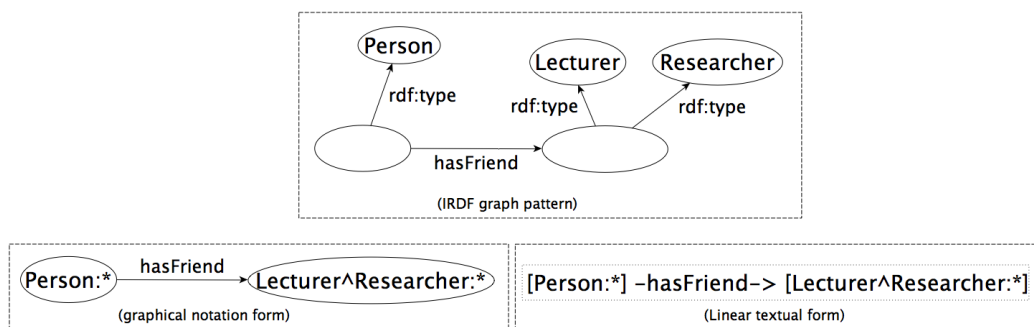 Person
Lecturer
Researcher
rdf:type
rdf:type
rdf:type
hasFriend
(IRDF graph pattern)
Person:*
hasFriend
Lecturer^Researcher:*
(graphical notation form)
[Person:*] -hasFriend-> [Lecturer^Researcher:*]
(Linear textual form)